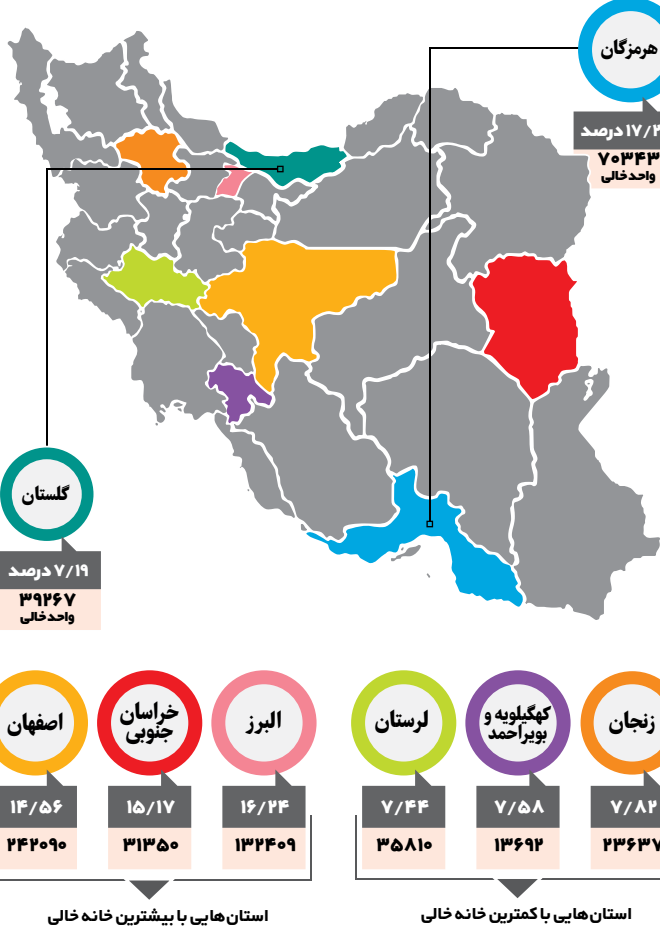 هرمزگان
درصد
۷۰۳۴۳
واحدخالی
گلستان
۷/۱۹ درصد
۳۹۲۶۷
واحدخالی
زنجان
کهگیلویه و
بویراحمد
لرستان
البرز
خراسان
جنوبی
اصفهان
۷/۸۲
۷/۵۸
۷/۴۴
۱۶/۲۴
۱۵/۱۷
۱۴/۵۶
۲۳۶۳۷
۱۳۶۹۲
۳۵۸۱۰
۱۳۲۴۰۹
۳۱۳۵۰
۲۴۲۰۹۰
استان‌هایی با کمترین خانه خالی
استان‌هایی با بیشترین خانه خالی